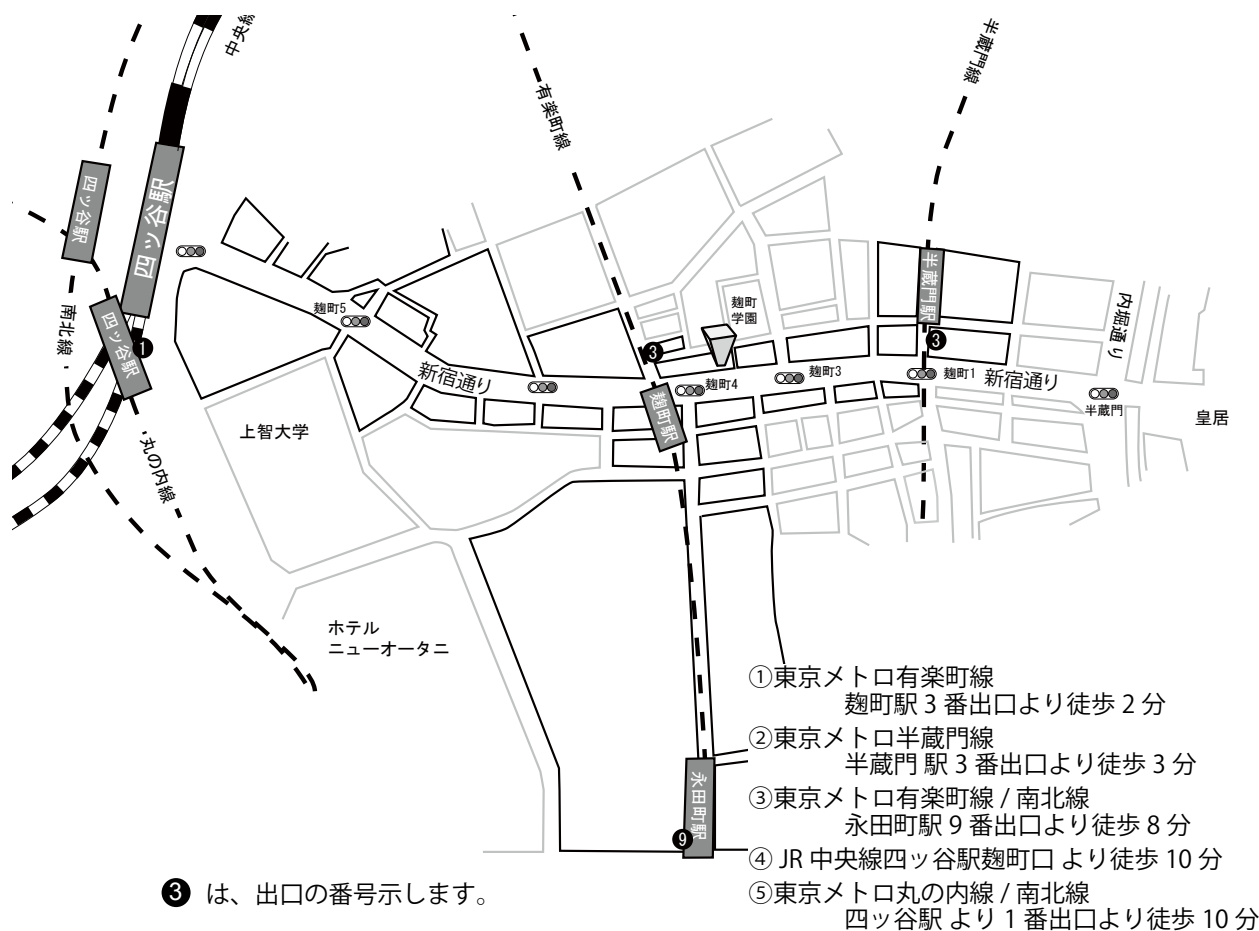 中央線
半蔵門線
有楽町線
四ッ谷駅
四ッ谷駅
四ッ谷駅
南北線
1
丸の内線
麹町5
新宿通り
上智大学
3
麹町駅
麹町4
麹町
学園
麹町3
半蔵門駅
3
麹町1
新宿通り
内堀通り
半蔵門
皇居
ホテル
ニューオータニ
永田町駅
9
①東京メトロ有楽町線
麹町駅 3 番出口より徒歩 2 分
②東京メトロ半蔵門線
半蔵門 駅 3 番出口より徒歩 3 分
③東京メトロ有楽町線 / 南北線
永田町駅 9 番出口より徒歩 8 分
④ JR 中央線四ッ谷駅麹町口 より徒歩 10 分
⑤東京メトロ丸の内線 / 南北線
四ッ谷駅 より 1 番出口より徒歩 10 分
3 は、出口の番号示します。